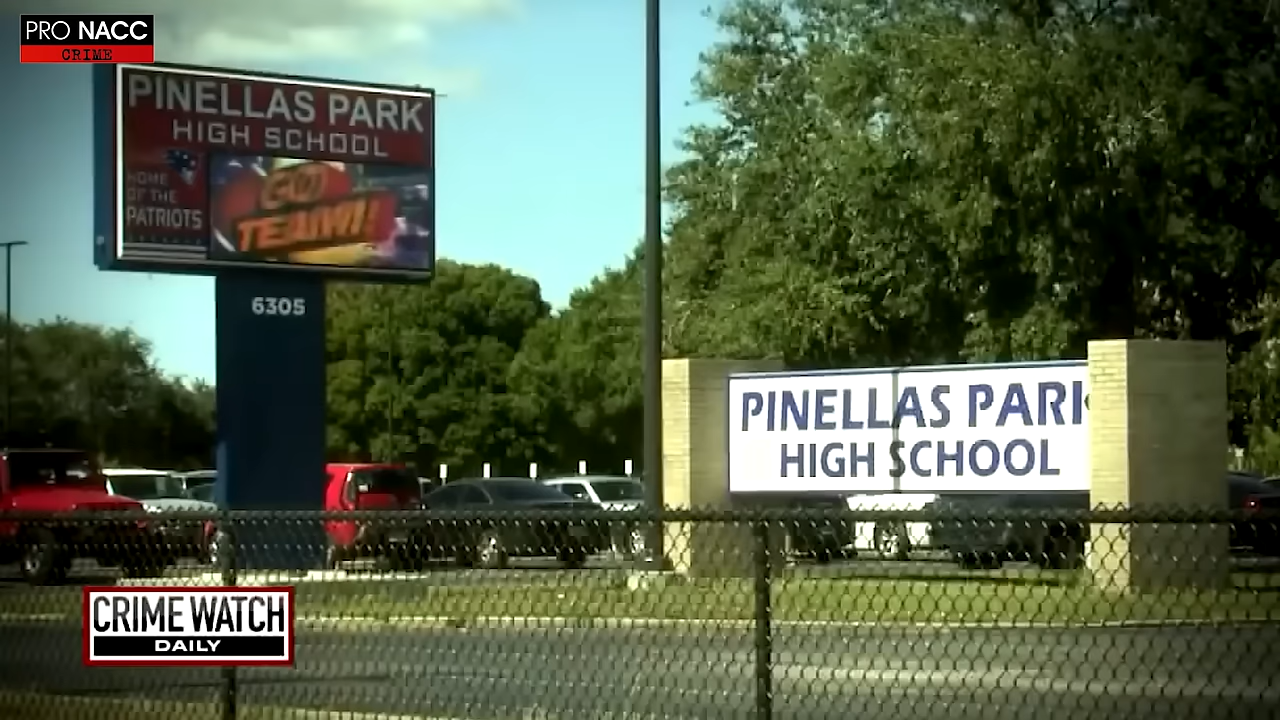 PRO NACC
CRIME
PINELLAS PARK
HIGH SCHOOL
HOME
OF THE
PATRIOTS
GO
TEAM!
6305
PINELLAS PARK
HIGH SCHOOL
CRIME WATCH
DAILY